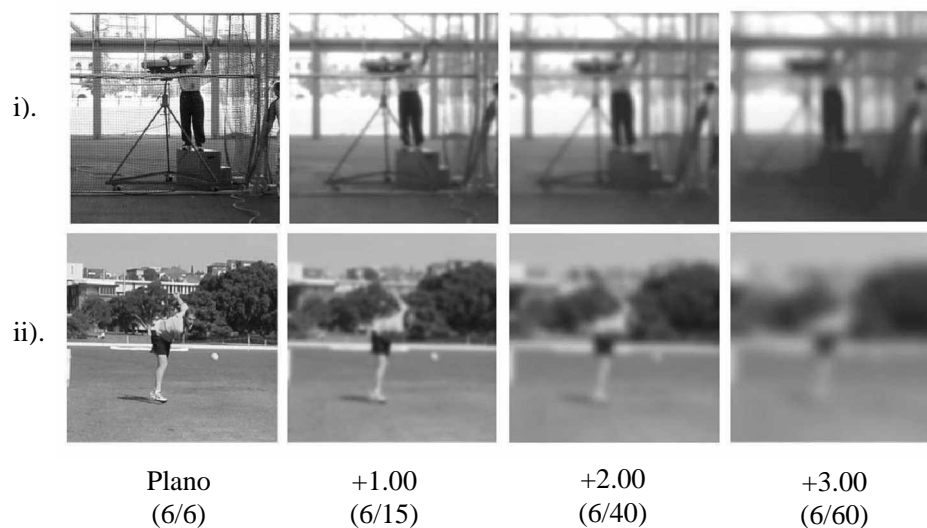 i).
ii).
Plano +1.00 +2.00 +3.00
(6/6) (6/15) (6/40) (6/60)